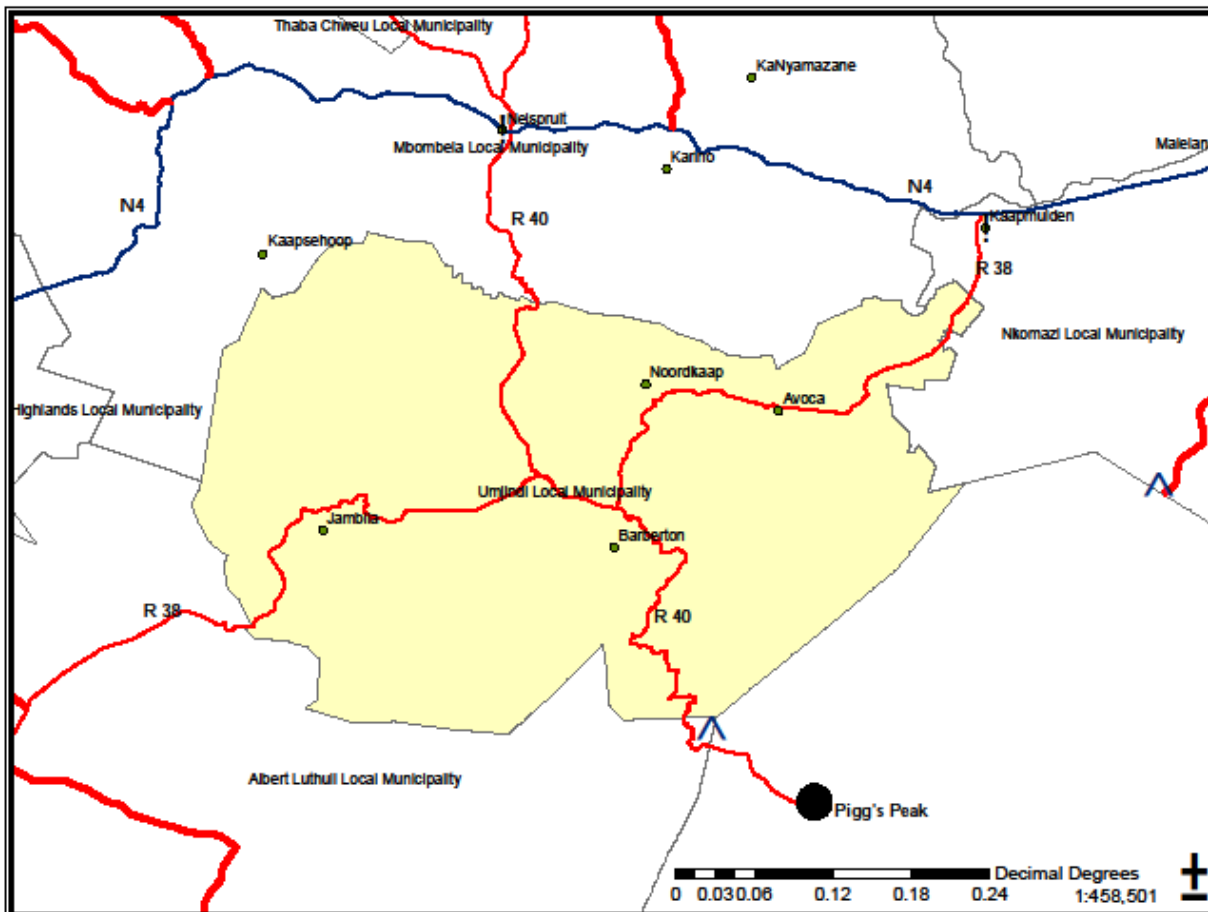 Thaba Chweu Local Municipality
KaNyamazane
Nelspruit
Mbombela Local Municipality
Malelan
Karino
N4
N4
R 40
Kaapmuiden
Kaapsehoop
R 38
Nkomazi Local Municipality
Noordkaap
Avoca
Highlands Local Municipality
Umjindi Local Municipality
Jambila
Barberton
R 38
R 40
Albert Luthuli Local Municipality
Pigg's Peak
Decimal Degrees
0 0.03 0.06 0.12 0.18 0.24 1:458,501